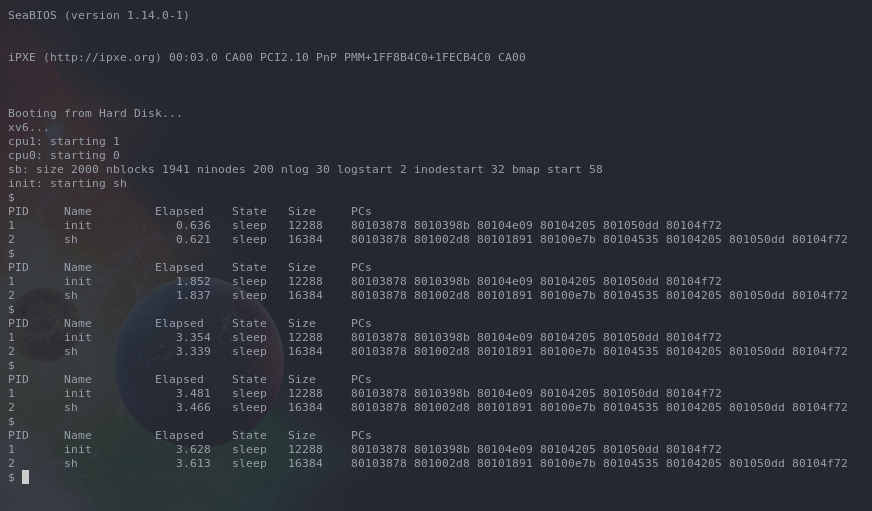 SeaBIOS (version 1.14.0-1)
iPXE (http://ipxe.org) 00:03.0 CA00 PCI2.10 PnP PMM+1FF8B4C0+1FECB4C0 CA00
Booting from Hard Disk...
xv6...
cpu1: starting 1
cpu0: starting 0
sb: size 2000 nblocks 1941 ninodes 200 nlog 30 logstart 2 inodestart 32 bmap start 58
init: starting sh
$
PID     Name         Elapsed    State   Size     PCs
1       init            0.636   sleep   12288    80103878 8010398b 80104e09 80104205 801050dd 80104f72
2       sh              0.621   sleep   16384    80103878 801002d8 80101891 80100e7b 80104535 80104205 801050dd 80104f72
$
PID     Name         Elapsed    State   Size     PCs
1       init            1.852   sleep   12288    80103878 8010398b 80104e09 80104205 801050dd 80104f72
2       sh              1.837   sleep   16384    80103878 801002d8 80101891 80100e7b 80104535 80104205 801050dd 80104f72
$
PID     Name         Elapsed    State   Size     PCs
1       init            3.354   sleep   12288    80103878 8010398b 80104e09 80104205 801050dd 80104f72
2       sh              3.339   sleep   16384    80103878 801002d8 80101891 80100e7b 80104535 80104205 801050dd 80104f72
$
PID     Name         Elapsed    State   Size     PCs
1       init            3.481   sleep   12288    80103878 8010398b 80104e09 80104205 801050dd 80104f72
2       sh              3.466   sleep   16384    80103878 801002d8 80101891 80100e7b 80104535 80104205 801050dd 80104f72
$
PID     Name         Elapsed    State   Size     PCs
1       init            3.628   sleep   12288    80103878 8010398b 80104e09 80104205 801050dd 80104f72
2       sh              3.613   sleep   16384    80103878 801002d8 80101891 80100e7b 80104535 80104205 801050dd 80104f72
$